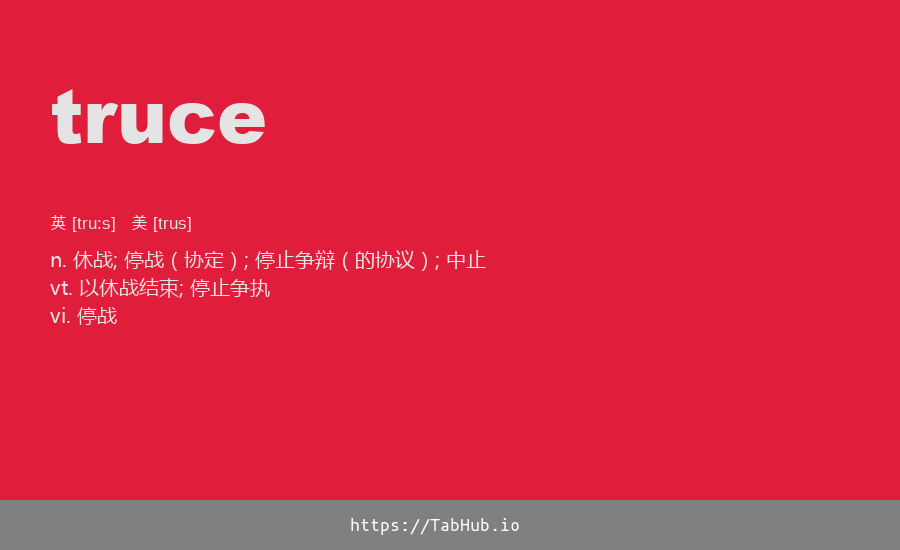 truce
英 [tru:s] 美 [trus]
n. 休战; 停战 ( 协定 ) ; 停止争辩 ( 的协议 ) ; 中止
vt. 以休战结束; 停止争执
vi. 停战
https://TabHub.io